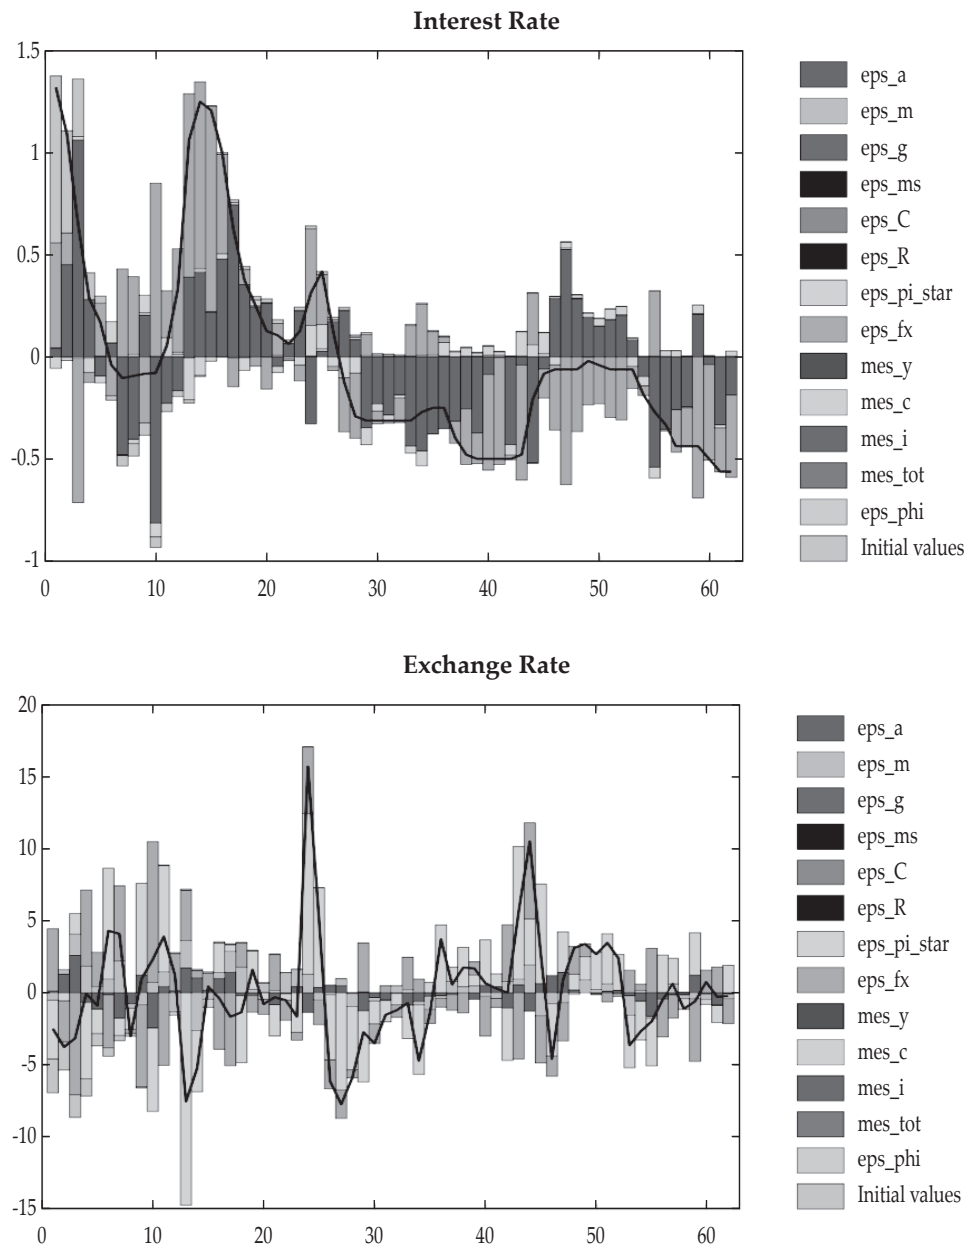 Interest Rate
1.5
1
0.5
0
-0.5
-1
0 10 20 30 40 50 60
eps_a
eps_m
eps_g
eps_ms
eps_C
eps_R
eps_pi_star
eps_fx
mes_y
mes_c
mes_i
mes_tot
eps_phi
Initial values
Exchange Rate
20
15
10
5
0
-5
-10
-15
0 10 20 30 40 50 60
eps_a
eps_m
eps_g
eps_ms
eps_C
eps_R
eps_pi_star
eps_fx
mes_y
mes_c
mes_i
mes_tot
eps_phi
Initial values